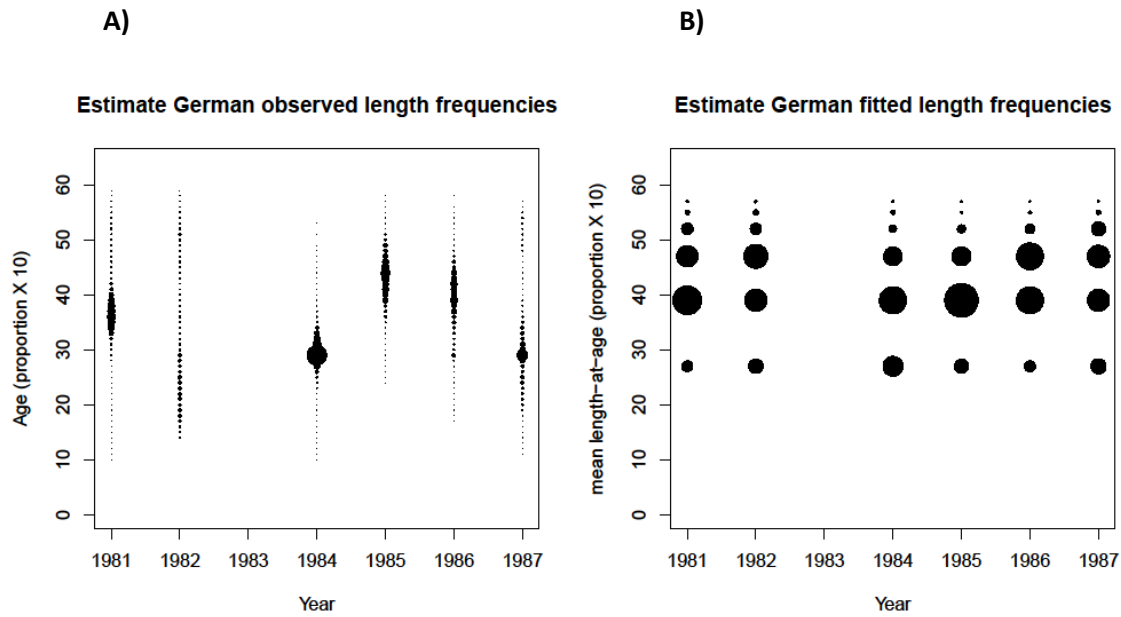 A)
B)
Estimate German observed length frequencies
Estimate German fitted length frequencies
Age (proportion X 10)
60
50
40
30
20
10
0
1981 1982 1983 1984 1985 1986 1987
Year
mean length-at-age (proportion X 10)
60
50
40
30
20
10
0
1981 1982 1983 1984 1985 1986 1987
Year